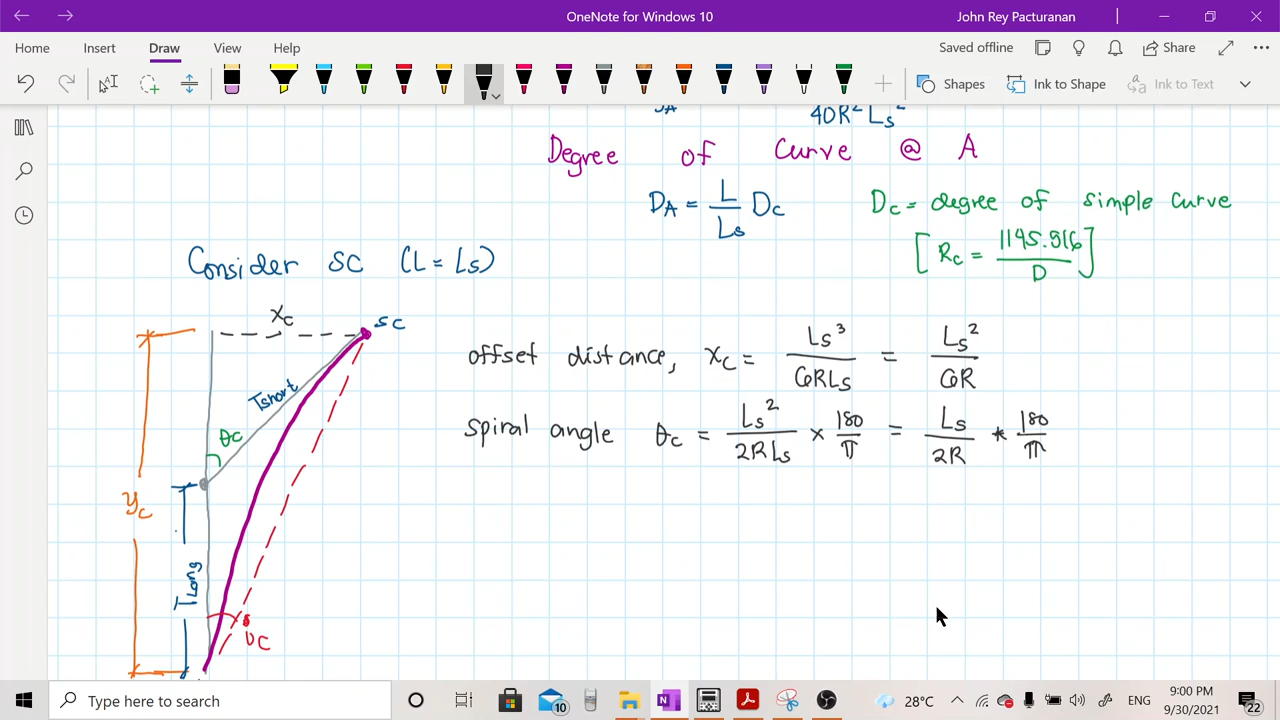 OneNote for Windows 10
John Rey Pacturanan
Home Insert Draw View Help
Saved offline
Share
Shapes
Ink to Shape
Ink to Text
40R² Ls²
Degree of Curve @ A
DA = L/Ls Dc
Dc = degree of simple curve
[Rc = 1145.916/D]
Consider SC (L = Ls)
xc
SC
Tshort
θc
yc
TLong
ic
offset distance, xc = Ls³/6RLs = Ls²/6R
spiral angle θc = Ls²/2RLs × 180/π = Ls/2R * 180/π
Type here to search
10
28°C
ENG
9:00 PM
9/30/2021
22